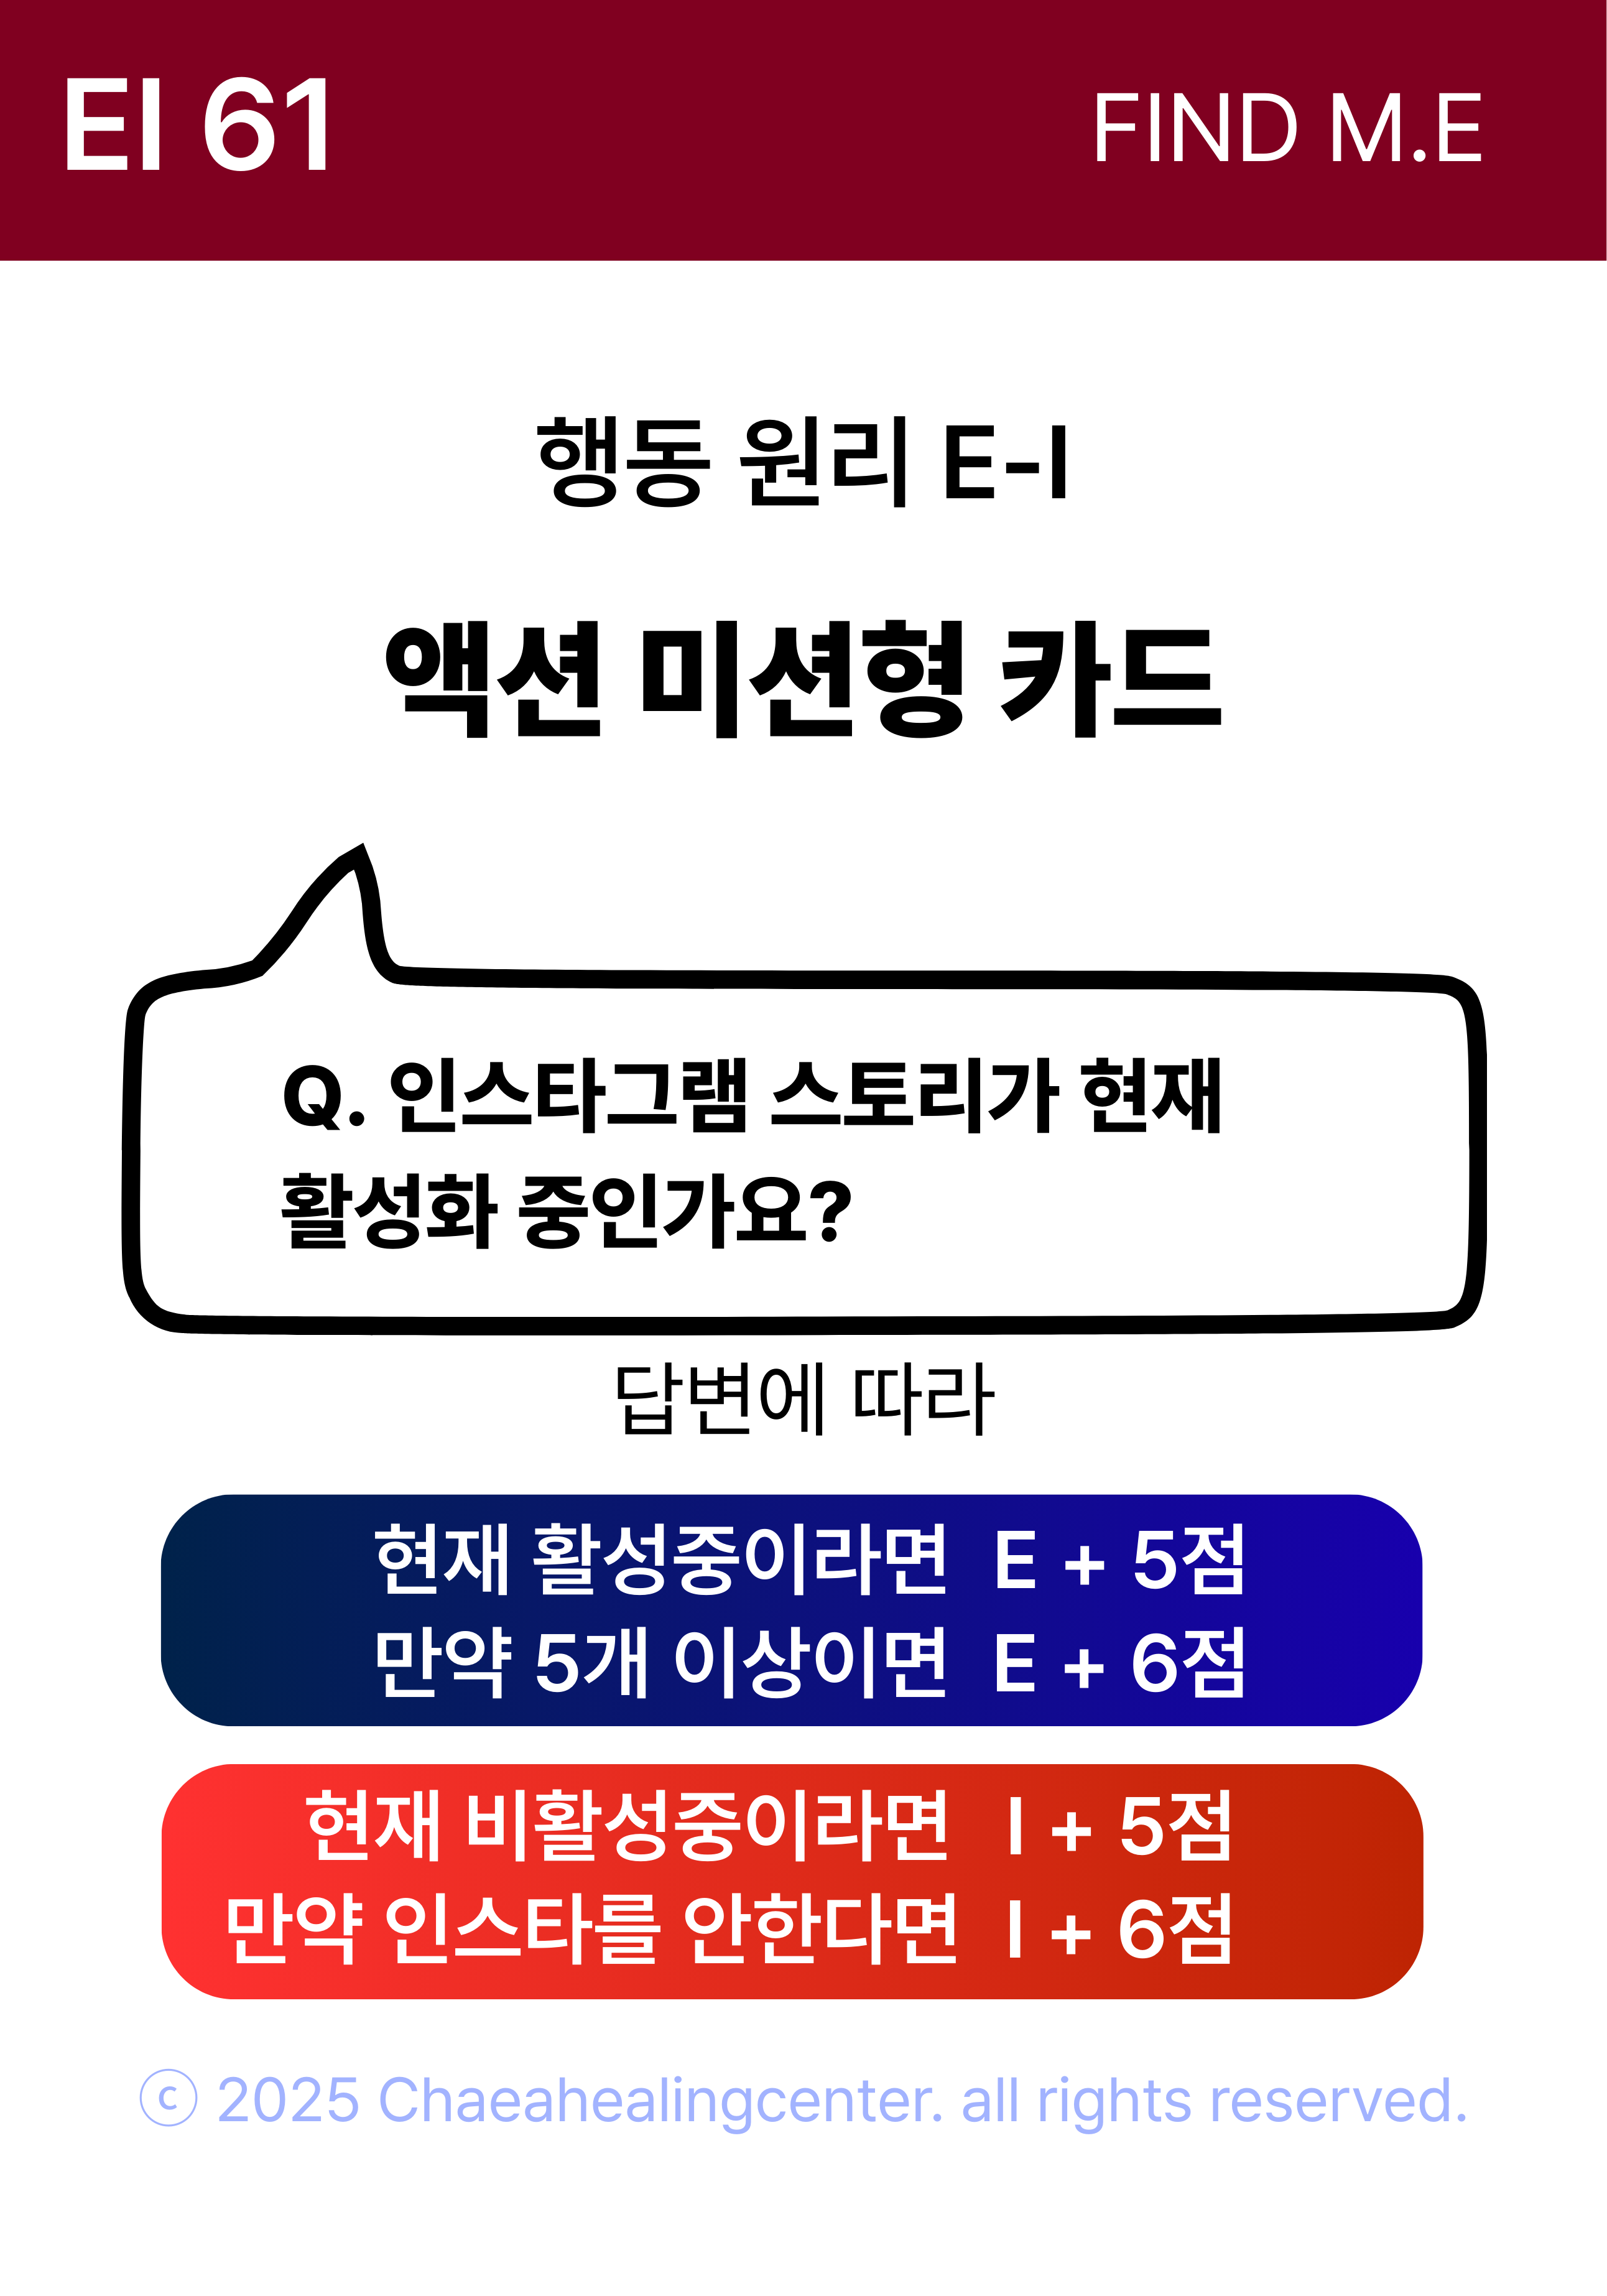 EI 61
FIND M.E
행동 원리 E-I
액션 미션형 카드
Q. 인스타그램 스토리가 현재
활성화 중인가요?
답변에 따라
현재 활성중이라면 E + 5점
만약 5개 이상이면 E + 6점
현재 비활성중이라면 I + 5점
만약 인스타를 안한다면 I + 6점
ⓒ 2025 Chaeahealingcenter. all rights reserved.